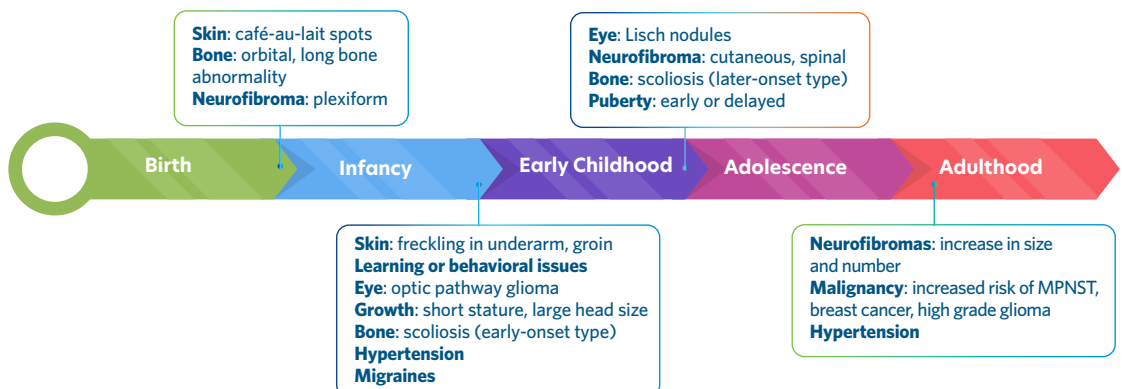 Skin: café-au-lait spots
Bone: orbital, long bone
abnormality
Neurofibroma: plexiform
Eye: Lisch nodules
Neurofibroma: cutaneous, spinal
Bone: scoliosis (later-onset type)
Puberty: early or delayed
Birth
Infancy
Early Childhood
Adolescence
Adulthood
Skin: freckling in underarm, groin
Learning or behavioral issues
Eye: optic pathway glioma
Growth: short stature, large head size
Bone: scoliosis (early-onset type)
Hypertension
Migraines
Neurofibromas: increase in size
and number
Malignancy: increased risk of MPNST,
breast cancer, high grade glioma
Hypertension